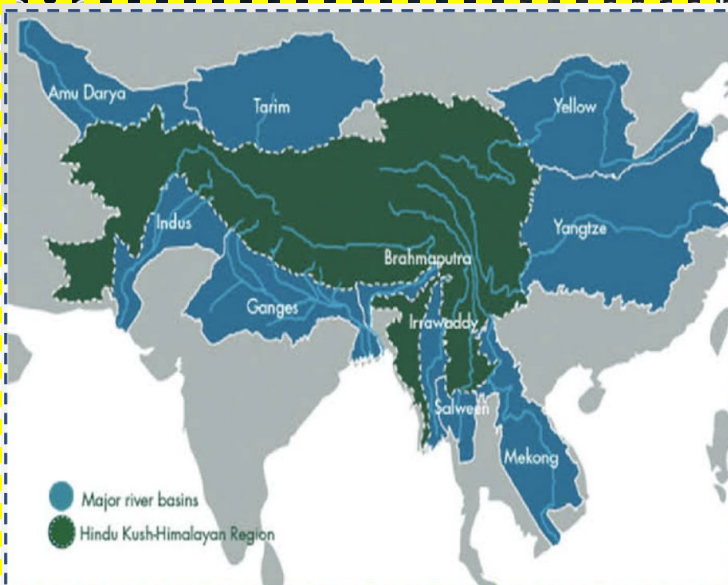 Amu Darya
Tarim
Yellow
Indus
Yangtze
Brahmaputra
Ganges
Irrawaddy
Salween
Mekong
Major river basins
Hindu Kush-Himalayan Region